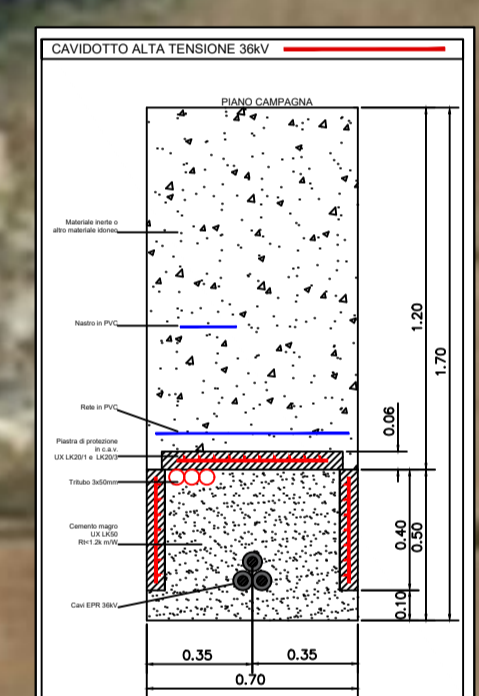 CAVIDOTTO ALTA TENSIONE 36kV
PIANO CAMPAGNA
Materiale inerte o
altro materiale idoneo
Nastro in PVC
Rete in PVC
Piastra di protezione
in c.a.v.
UX LK20/1 e LK20/3
Tritubo 3x50mm
Cemento magro
UX LK50
Rt<1.2k m/W
Cavi EPR 36kV
1.20
1.70
0.06
0.40
0.50
0.10
0.35
0.35
0.70